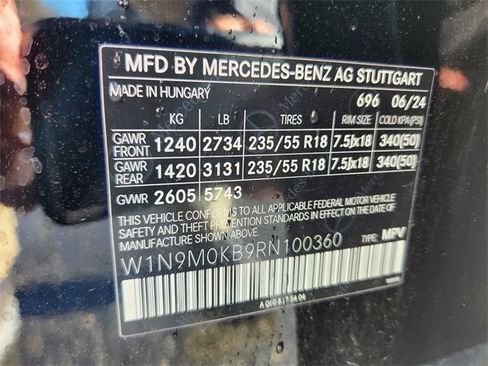 MFD BY MERCEDES-BENZ AG STUTTGART
MADE IN HUNGARY
696 06/24
KG LB TIRES RIM SIZE COLD KPA (PSI)
GAWR FRONT 1240 2734 235/55 R18 7.5Jx18 340(50)
GAWR REAR 1420 3131 235/55 R18 7.5Jx18 340(50)
GVWR 2605 5743
THIS VEHICLE CONFORMS TO ALL APPLICABLE FEDERAL MOTOR VEHICLE
SAFETY AND THEFT PREVENTION STANDARDS IN EFFECT ON THE DATE OF
MANUFACTURE SHOWN ABOVE.
W1N9M0KB9RN100360 TYPE: MPV